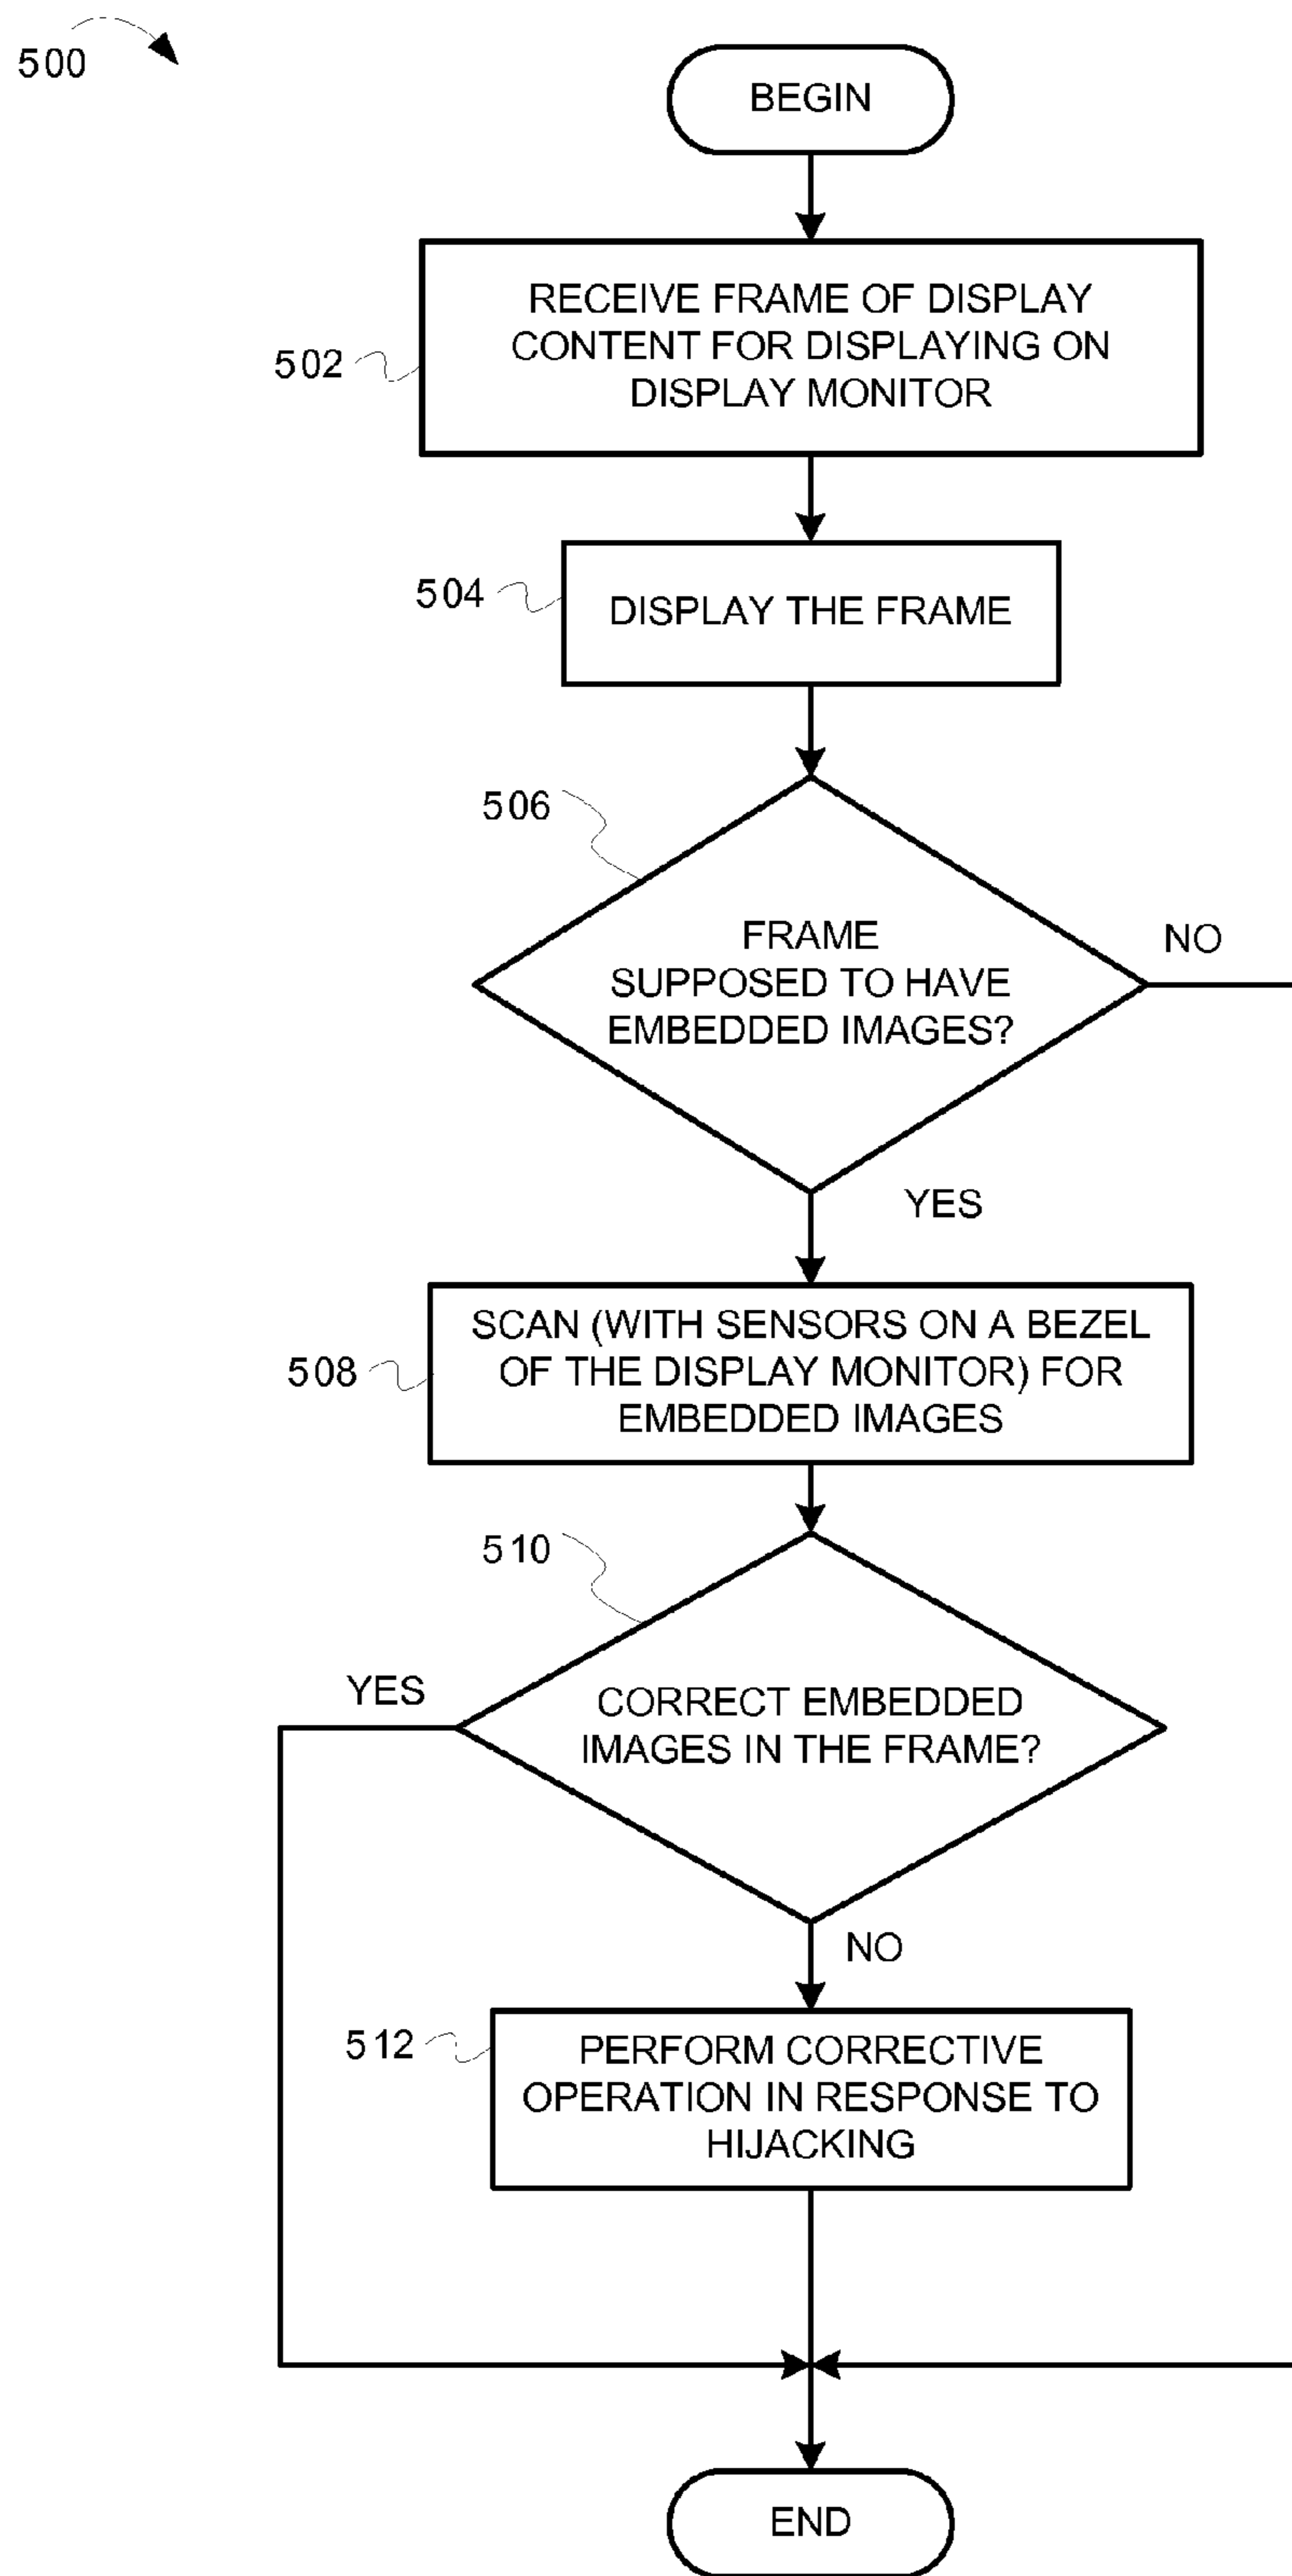 500
BEGIN
RECEIVE FRAME OF DISPLAY
CONTENT FOR DISPLAYING ON
DISPLAY MONITOR
502
504
DISPLAY THE FRAME
506
FRAME
SUPPOSED TO HAVE
EMBEDDED IMAGES?
NO
YES
SCAN (WITH SENSORS ON A BEZEL
OF THE DISPLAY MONITOR) FOR
EMBEDDED IMAGES
508
510
YES
CORRECT EMBEDDED
IMAGES IN THE FRAME?
NO
512
PERFORM CORRECTIVE
OPERATION IN RESPONSE TO
HIJACKING
END